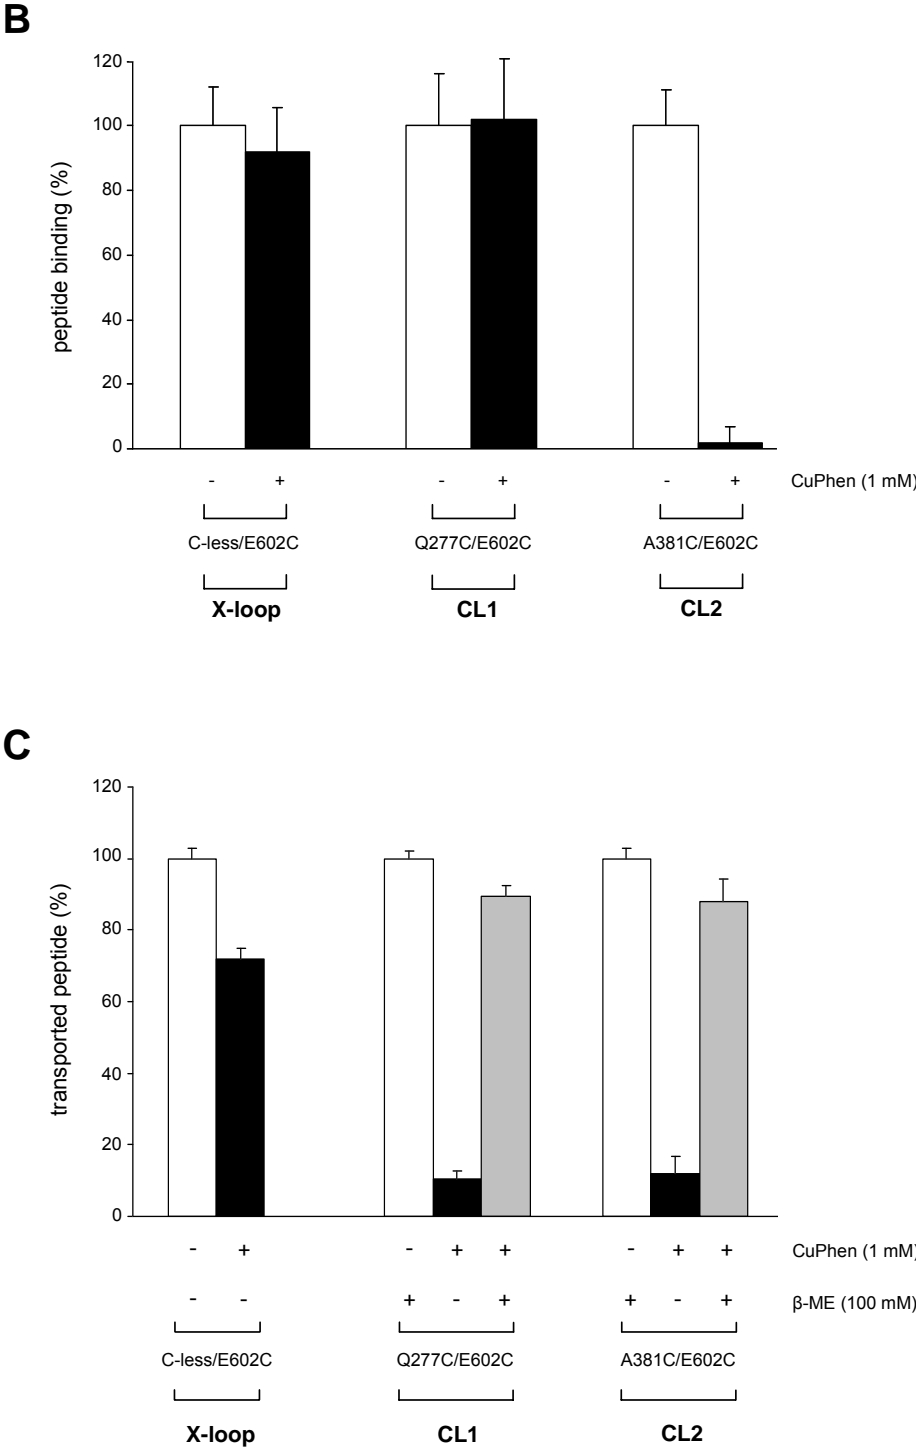 B
120
100
80
60
40
20
0
peptide binding (%)
- + - + - + CuPhen (1 mM)
C-less/E602C Q277C/E602C A381C/E602C
X-loop CL1 CL2
C
120
100
80
60
40
20
0
transported peptide (%)
- + - + + - + + CuPhen (1 mM)
- - + - + + - + β-ME (100 mM)
C-less/E602C Q277C/E602C A381C/E602C
X-loop CL1 CL2